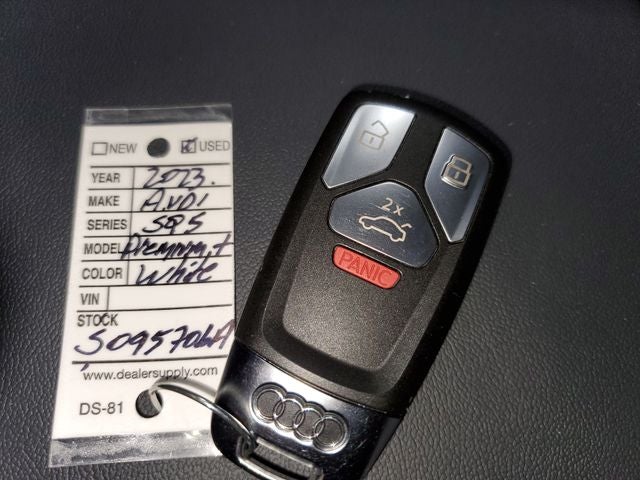 NEW USED
YEAR 2023.
MAKE AUDI
SERIES SQ5
MODEL Premium +
COLOR White
VIN
STOCK
S095706LA
www.dealersupply.com
DS-81
2x
PANIC